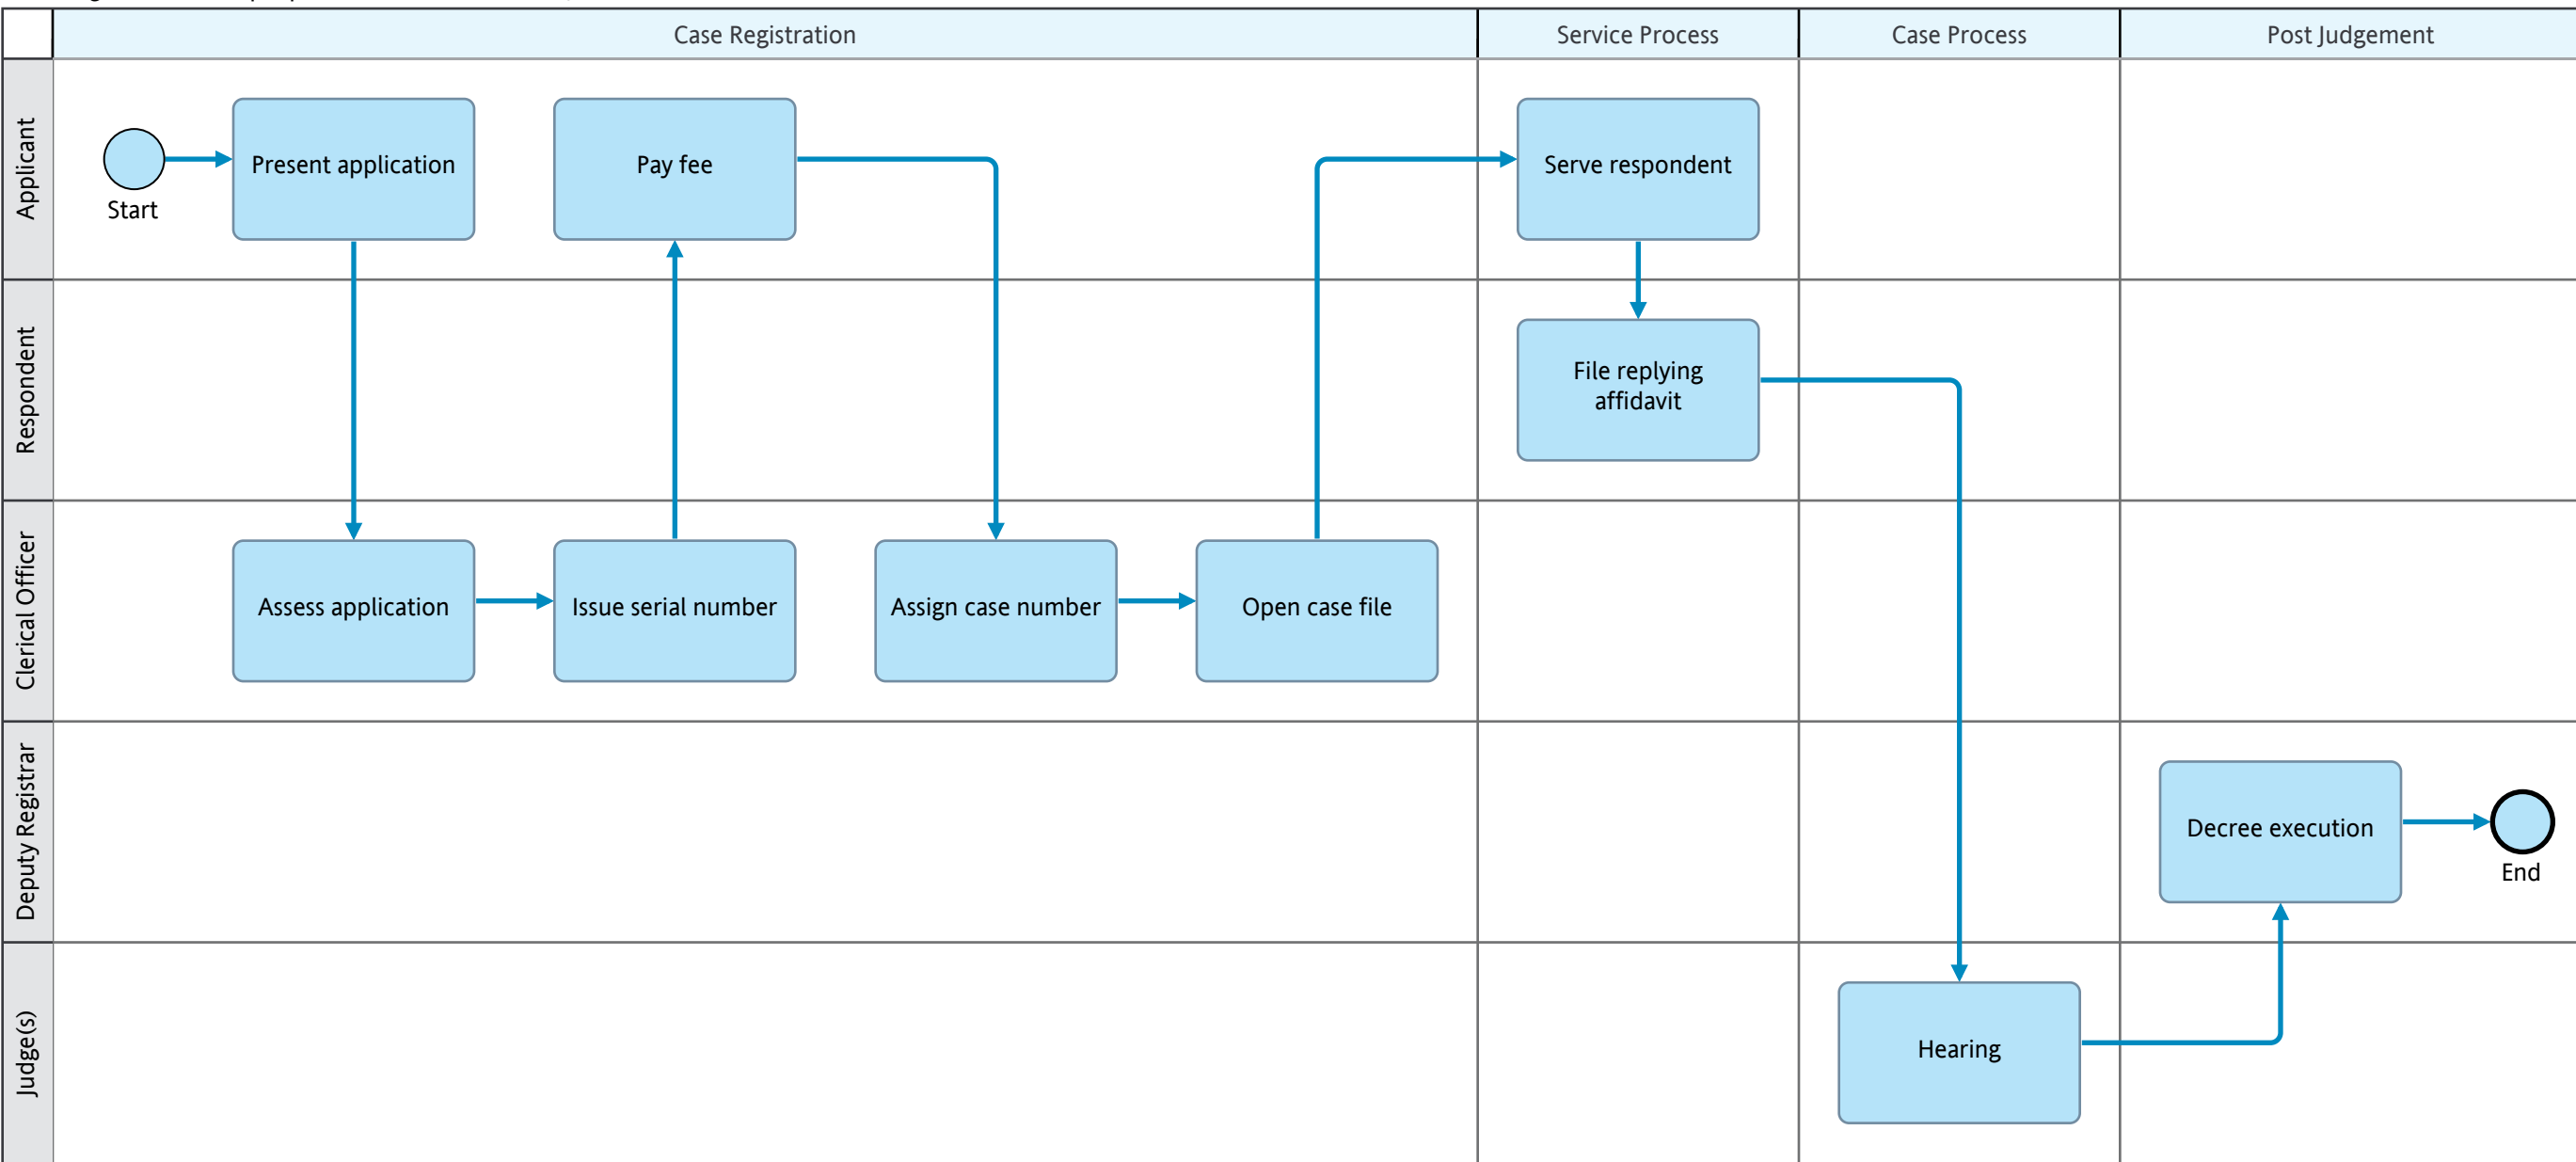 Case Registration
Service Process
Case Process
Post Judgement
Applicant
Start
Present application
Pay fee
Serve respondent
Respondent
File replying
affidavit
Clerical Officer
Assess application
Issue serial number
Assign case number
Open case file
Deputy Registrar
Decree execution
End
Judge(s)
Hearing